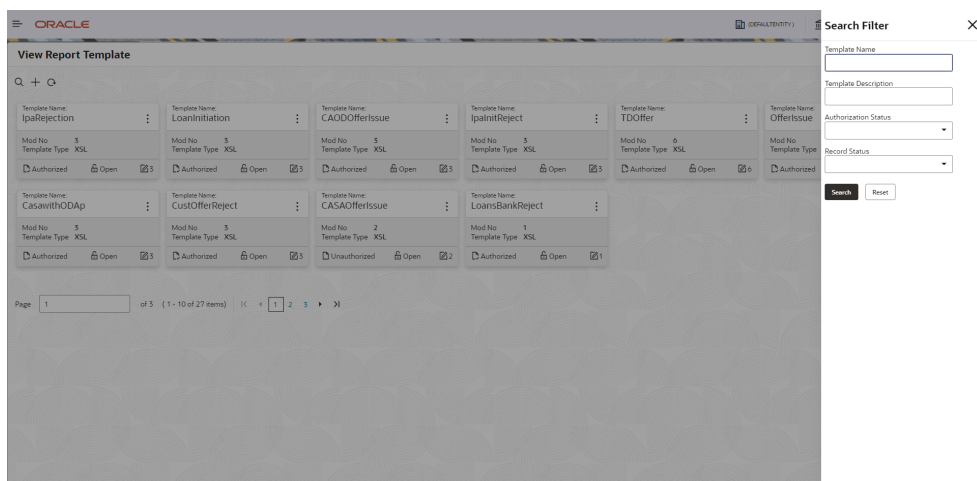 ORACLE
(DEFAULTENTITY)
View Report Template
Template Name:
IpaRejection
Mod No 3
Template Type XSL
Authorized Open 3
Template Name:
LoanInitiation
Mod No 3
Template Type XSL
Authorized Open 3
Template Name:
CAODOfferIssue
Mod No 3
Template Type XSL
Authorized Open 3
Template Name:
IpaInitReject
Mod No 3
Template Type XSL
Authorized Open 3
Template Name:
TDOffer
Mod No 6
Template Type XSL
Authorized Open 6
Template Name:
OfferIssue
Mod No
Template Type
Authorized
Template Name:
CasawithODAp
Mod No 3
Template Type XSL
Authorized Open 3
Template Name:
CustOfferReject
Mod No 3
Template Type XSL
Authorized Open 3
Template Name:
CASAOfferIssue
Mod No 2
Template Type XSL
Unauthorized Open 2
Template Name:
LoansBankReject
Mod No 1
Template Type XSL
Authorized Open 1
Page 1 of 3 (1 - 10 of 27 items) 1 2 3
Search Filter
Template Name
Template Description
Authorization Status
Record Status
Search Reset